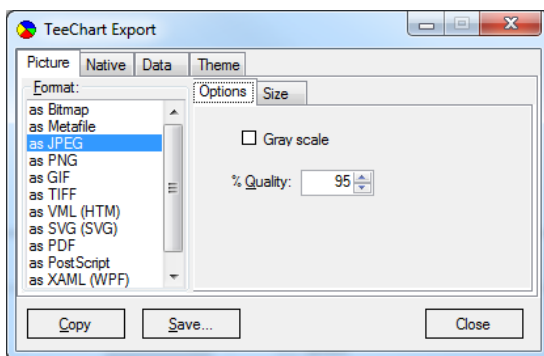 TeeChart Export
Picture Native Data Theme
Format:
as Bitmap
as Metafile
as JPEG
as PNG
as GIF
as TIFF
as VML (HTM)
as SVG (SVG)
as PDF
as PostScript
as XAML (WPF)
Options Size
Gray scale
% Quality: 95
Copy Save... Close